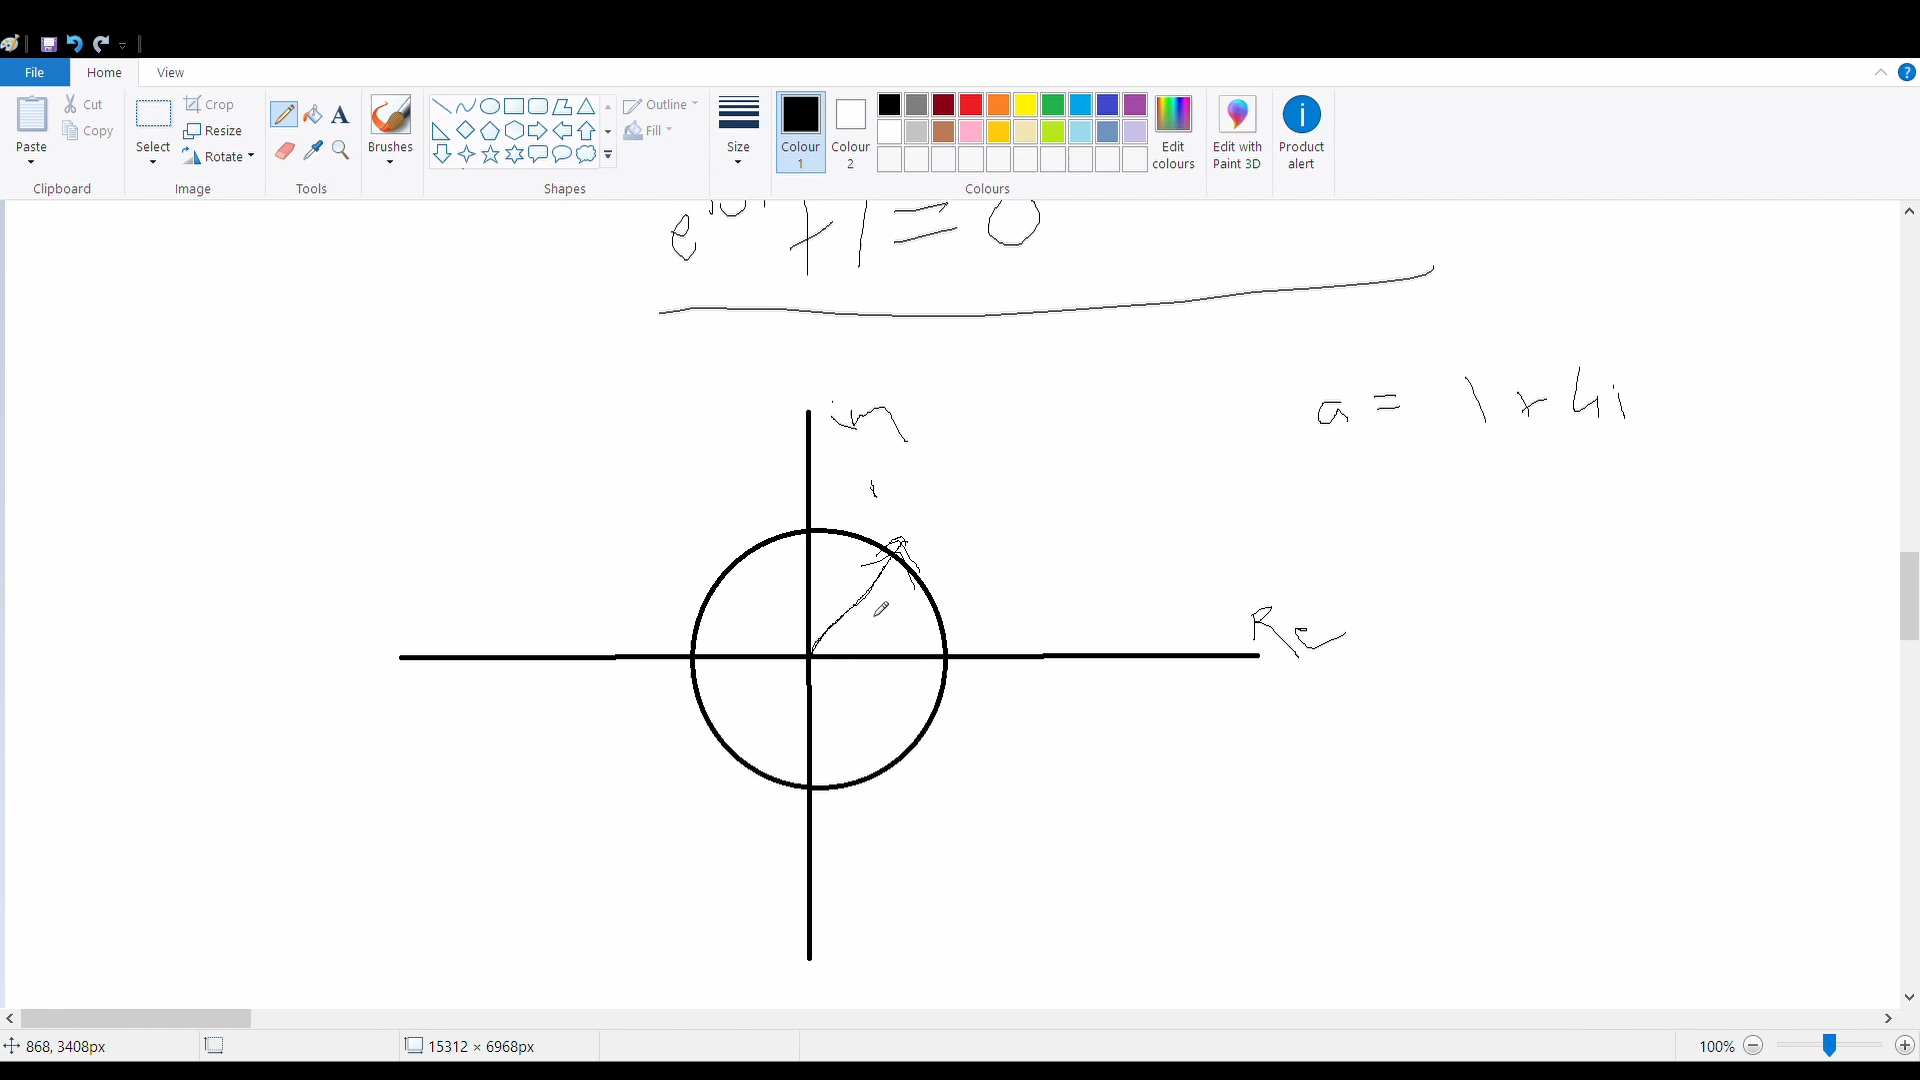 File Home View
Paste Cut Copy Select Crop Resize Rotate Brushes Outline Fill Size Colour 1 Colour 2 Edit colours Edit with Paint 3D Product alert
Clipboard Image Tools Shapes Colours
+1=0
a = 1+4i
im
Re
868, 3408px 15312 × 6968px 100%